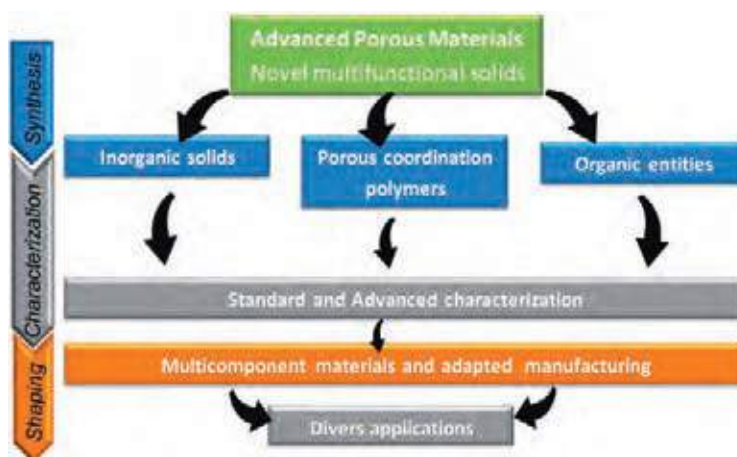 Advanced Porous Materials
Novel multifunctional solids
Synthesis
Inorganic solids
Porous coordination
polymers
Organic entities
Characterization
Standard and Advanced characterization
Shaping
Multicomponent materials and adapted manufacturing
Divers applications